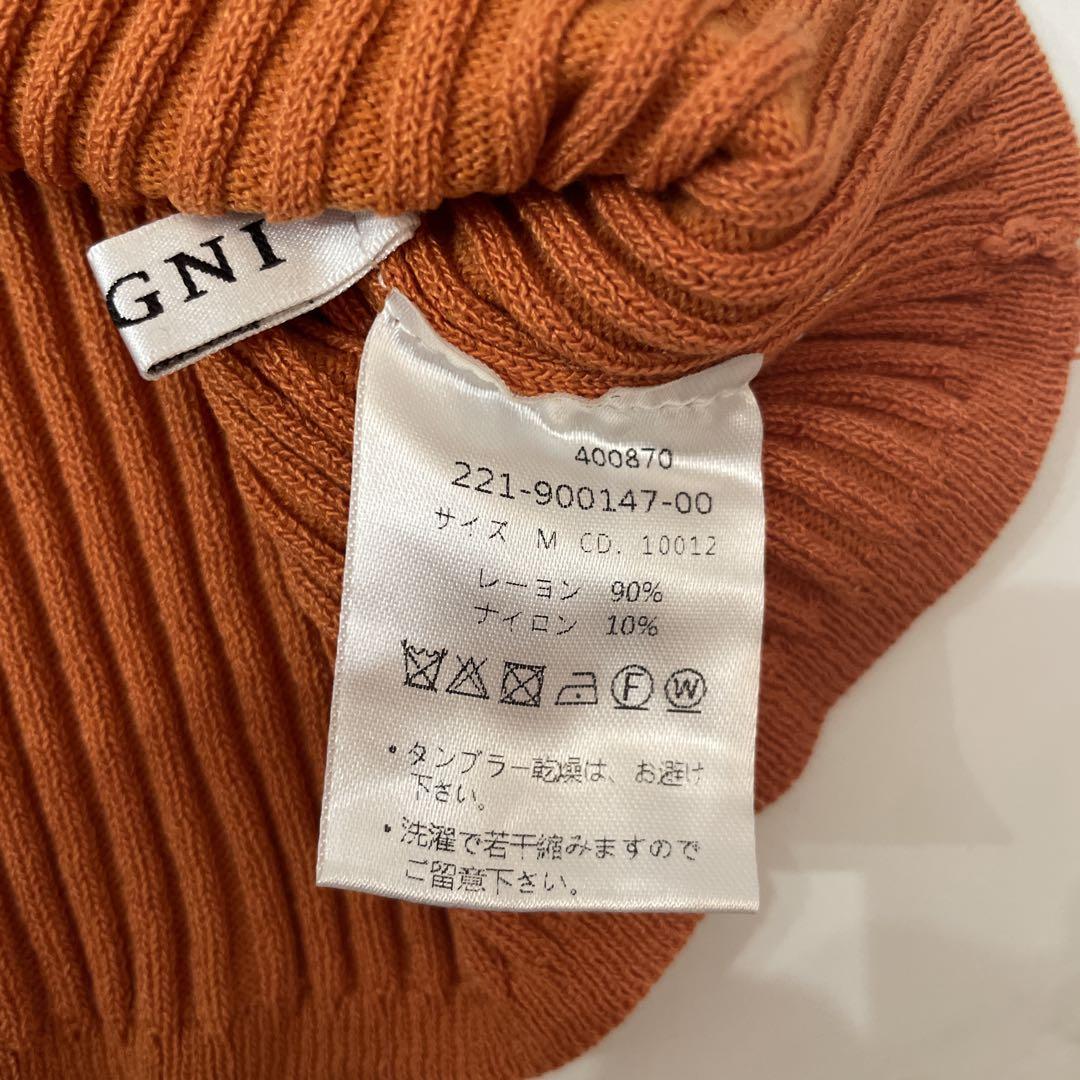 GNI
400870
221-900147-00
サイズ M CD. 10012
レーヨン 90%
ナイロン 10%
F W
・タンブラー乾燥は、お避け
下さい。
・洗濯で若干縮みますので
ご留意下さい。